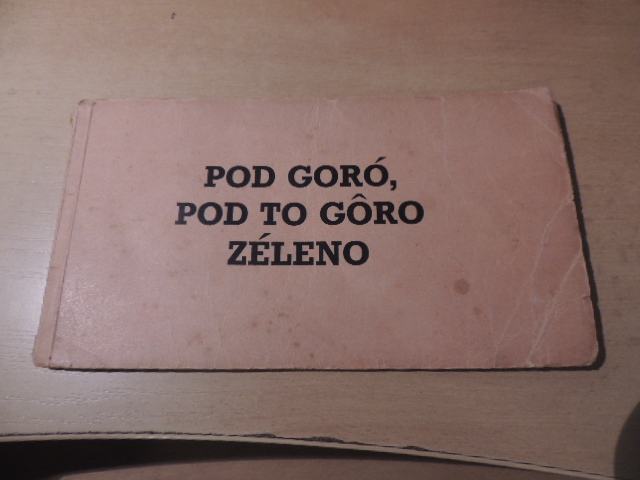 POD GORÓ,
POD TO GÔRO
ZÉLENO